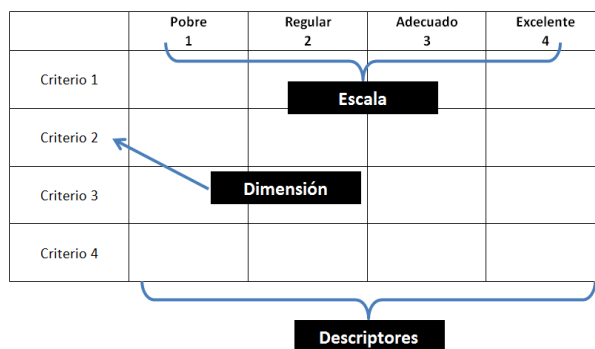 Pobre Regular Adecuado Excelente
1 2 3 4
Criterio 1
Escala
Criterio 2
Dimensión
Criterio 3
Criterio 4
Descriptores